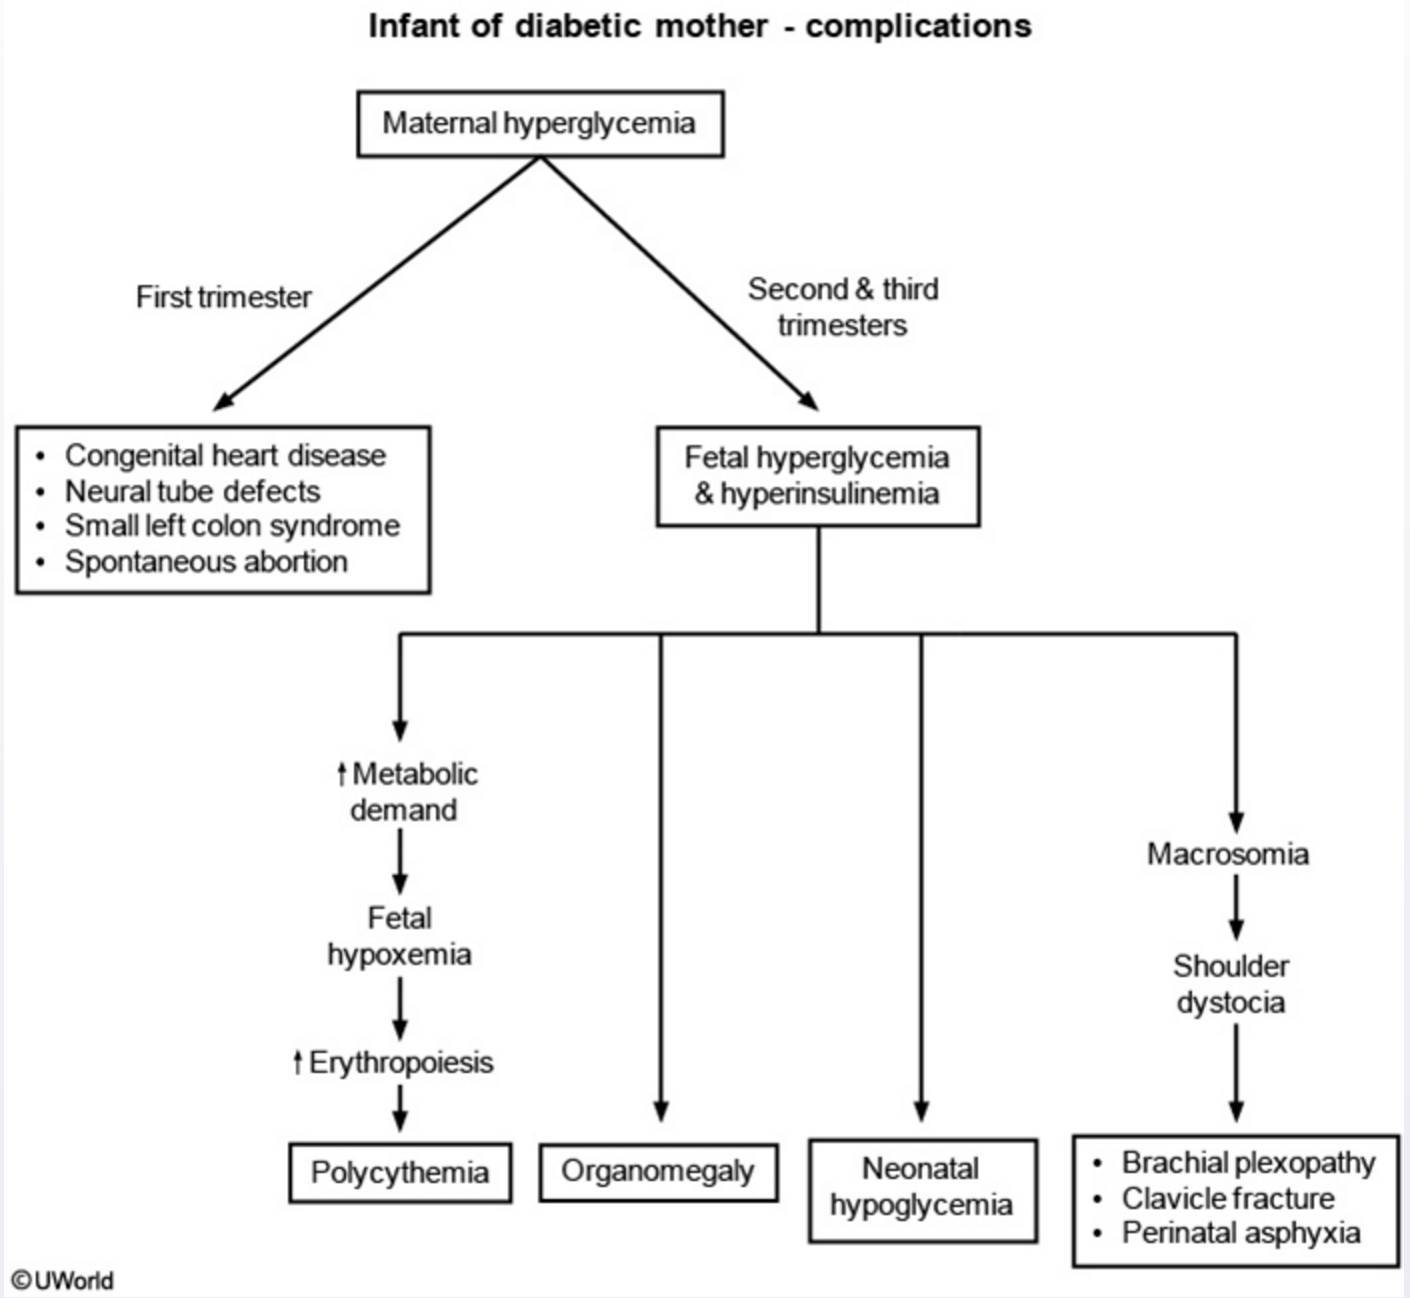 Infant of diabetic mother - complications
Maternal hyperglycemia
First trimester
Second & third
trimesters
• Congenital heart disease
• Neural tube defects
• Small left colon syndrome
• Spontaneous abortion
Fetal hyperglycemia
& hyperinsulinemia
↑ Metabolic
demand
Fetal
hypoxemia
↑ Erythropoiesis
Polycythemia
Organomegaly
Neonatal
hypoglycemia
Macrosomia
Shoulder
dystocia
• Brachial plexopathy
• Clavicle fracture
• Perinatal asphyxia
©UWorld